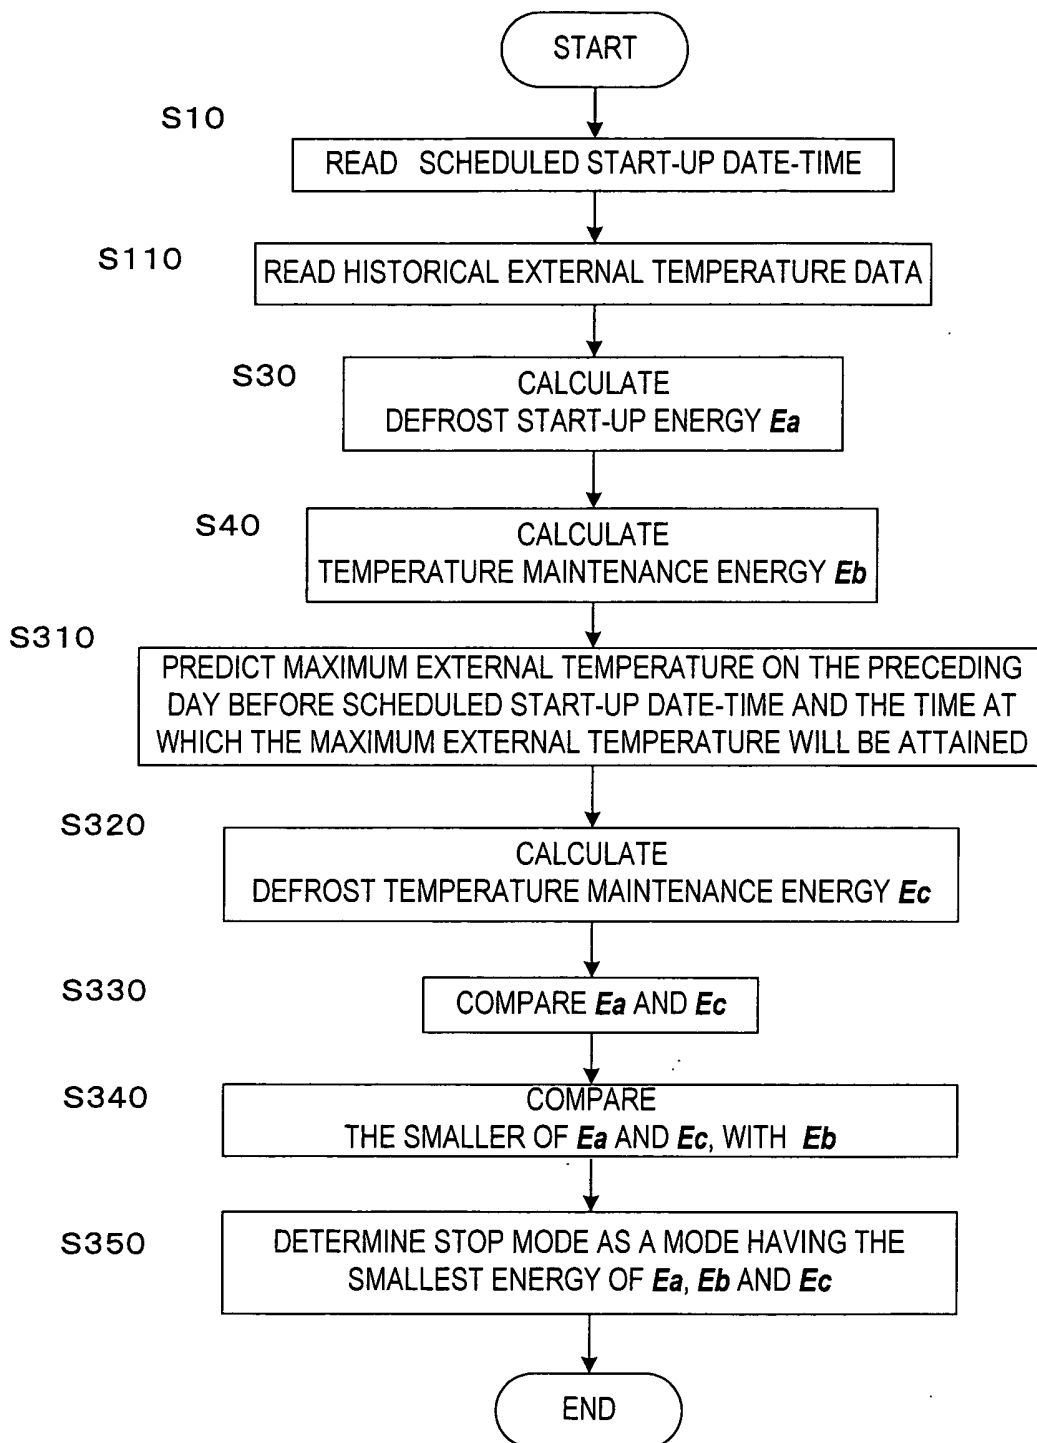 START
S10
READ SCHEDULED START-UP DATE-TIME
S110
READ HISTORICAL EXTERNAL TEMPERATURE DATA
S30
CALCULATE
DEFROST START-UP ENERGY Ea
S40
CALCULATE
TEMPERATURE MAINTENANCE ENERGY Eb
S310
PREDICT MAXIMUM EXTERNAL TEMPERATURE ON THE PRECEDING
DAY BEFORE SCHEDULED START-UP DATE-TIME AND THE TIME AT
WHICH THE MAXIMUM EXTERNAL TEMPERATURE WILL BE ATTAINED
S320
CALCULATE
DEFROST TEMPERATURE MAINTENANCE ENERGY Ec
S330
COMPARE Ea AND Ec
S340
COMPARE
THE SMALLER OF Ea AND Ec, WITH Eb
S350
DETERMINE STOP MODE AS A MODE HAVING THE
SMALLEST ENERGY OF Ea, Eb AND Ec
END